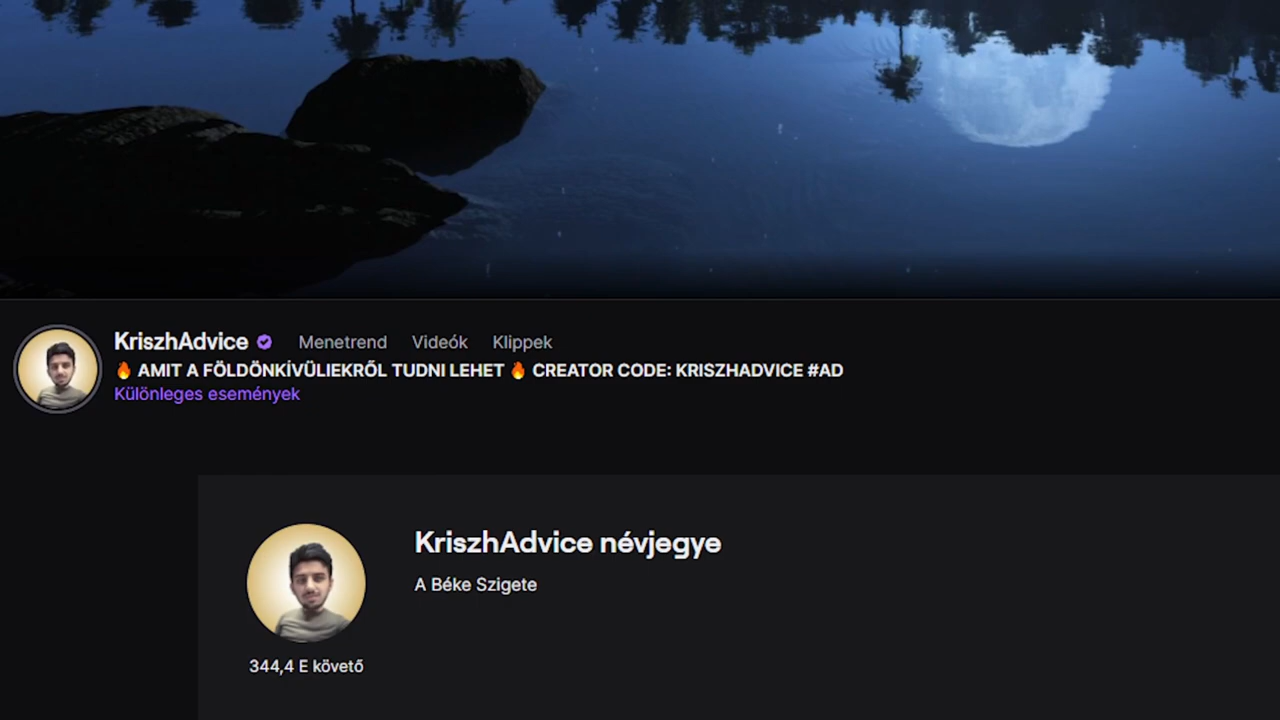 KriszhAdvice Menetrend Videók Klippek
🔥 AMIT A FÖLDÖNKÍVÜLIEKRŐL TUDNI LEHET 🔥 CREATOR CODE: KRISZHADVICE #AD
Különleges események
KriszhAdvice névjegye
A Béke Szigete
344,4 E követő